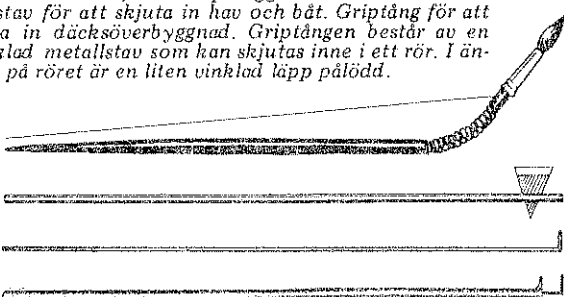 stav för att skjuta in hav och båt. Griptång för att
a in däcksöverbyggnad. Griptången består av en
klad metallstav som kan skjutas inne i ett rör. I än-
på röret är en liten vinklad läpp pålödd.